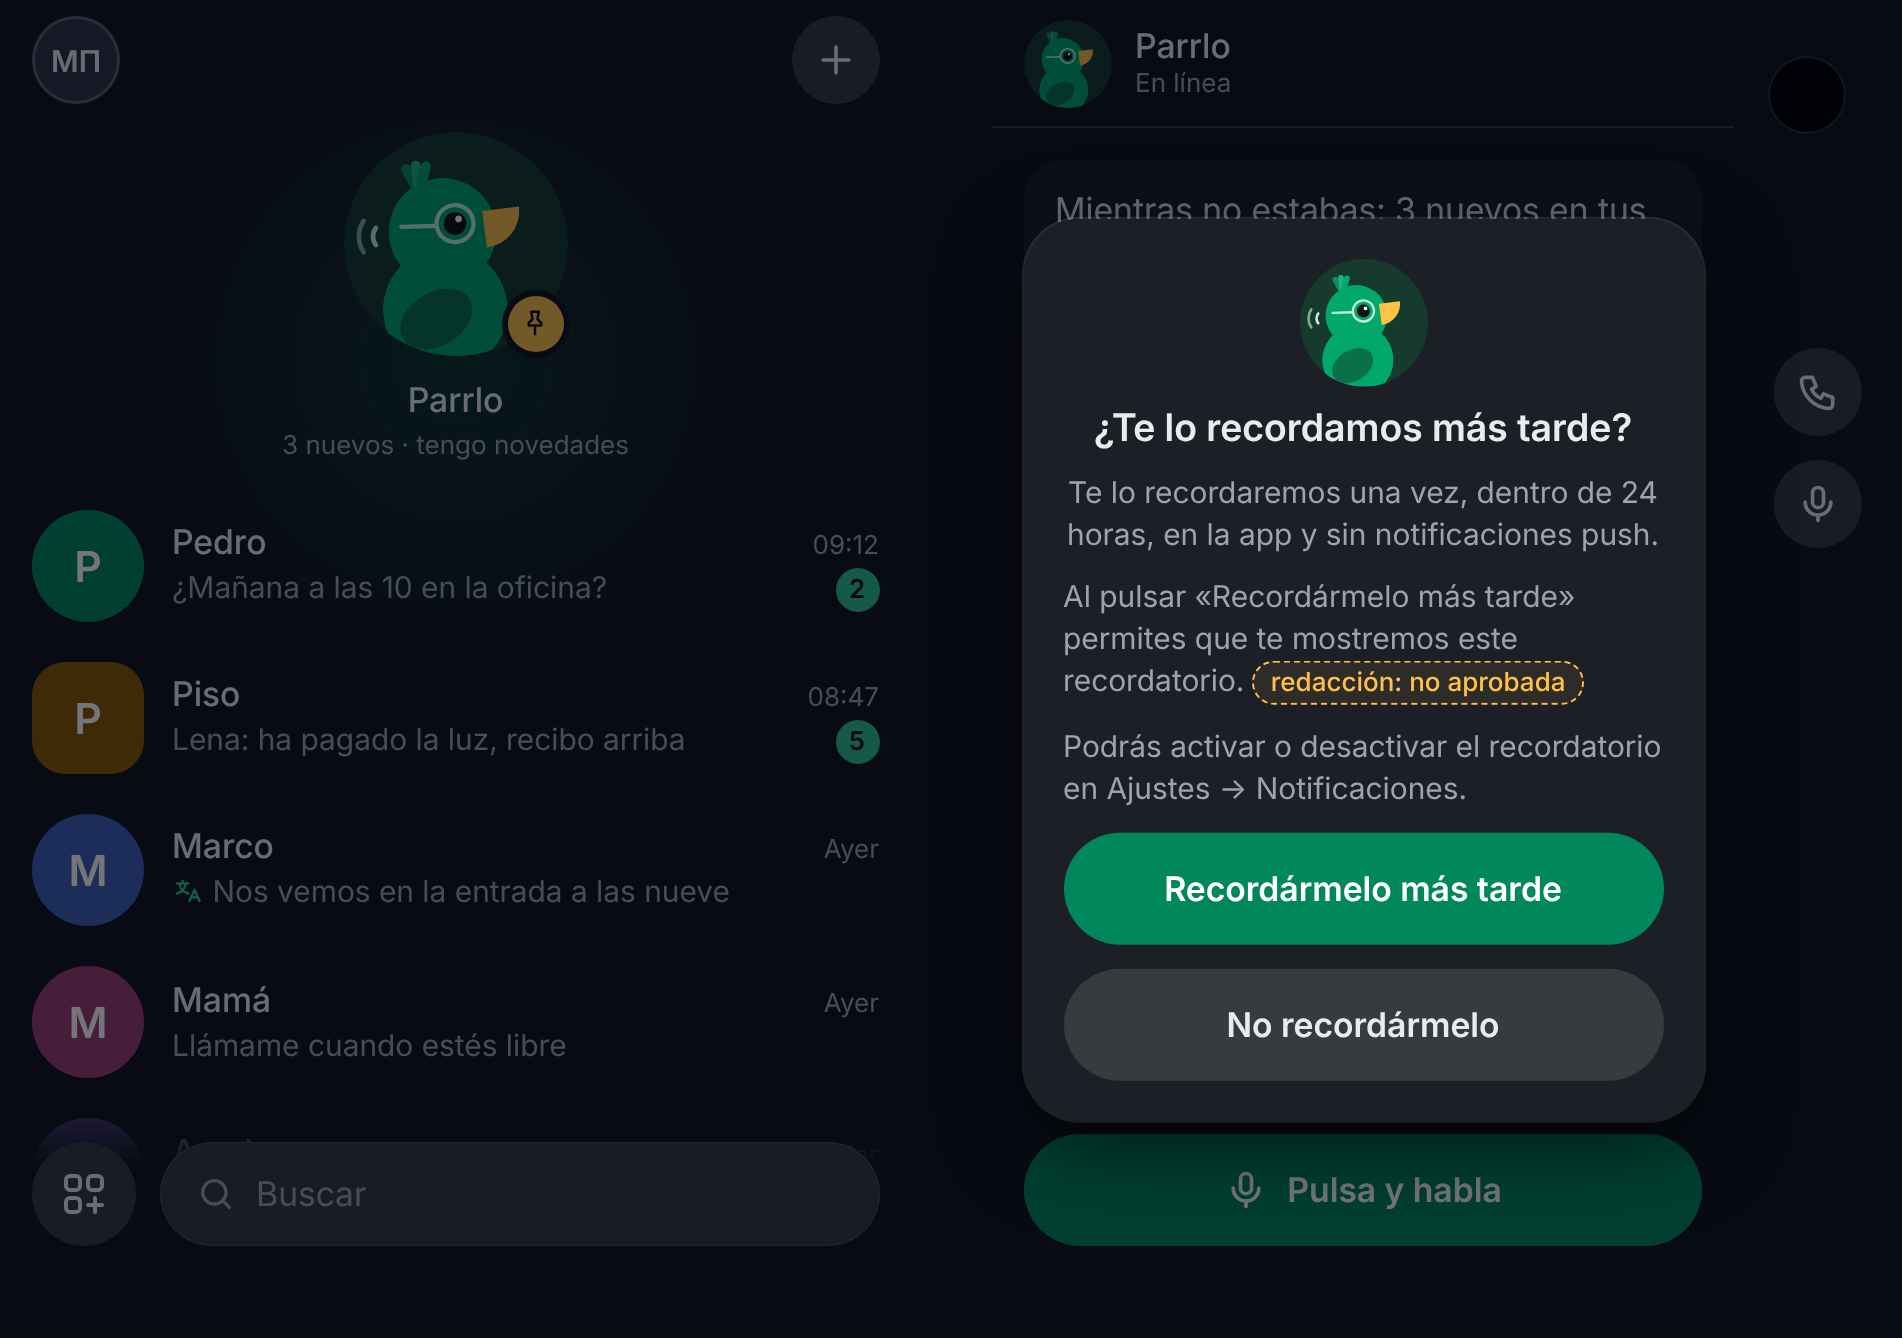 МП
Parrlo
3 nuevos · tengo novedades
Pedro
09:12
¿Mañana a las 10 en la oficina?
2
P
Piso
08:47
Lena: ha pagado la luz, recibo arriba
5
P
Marco
Ayer
Nos vemos en la entrada a las nueve
M
Mamá
Ayer
Llámame cuando estés libre
M
Buscar
Parrlo
En línea
Mientras no estabas: 3 nuevos en tus
¿Te lo recordamos más tarde?
Te lo recordaremos una vez, dentro de 24
horas, en la app y sin notificaciones push.
Al pulsar «Recordármelo más tarde»
permites que te mostremos este
recordatorio. redacción: no aprobada
Podrás activar o desactivar el recordatorio
en Ajustes → Notificaciones.
Recordármelo más tarde
No recordármelo
Pulsa y habla